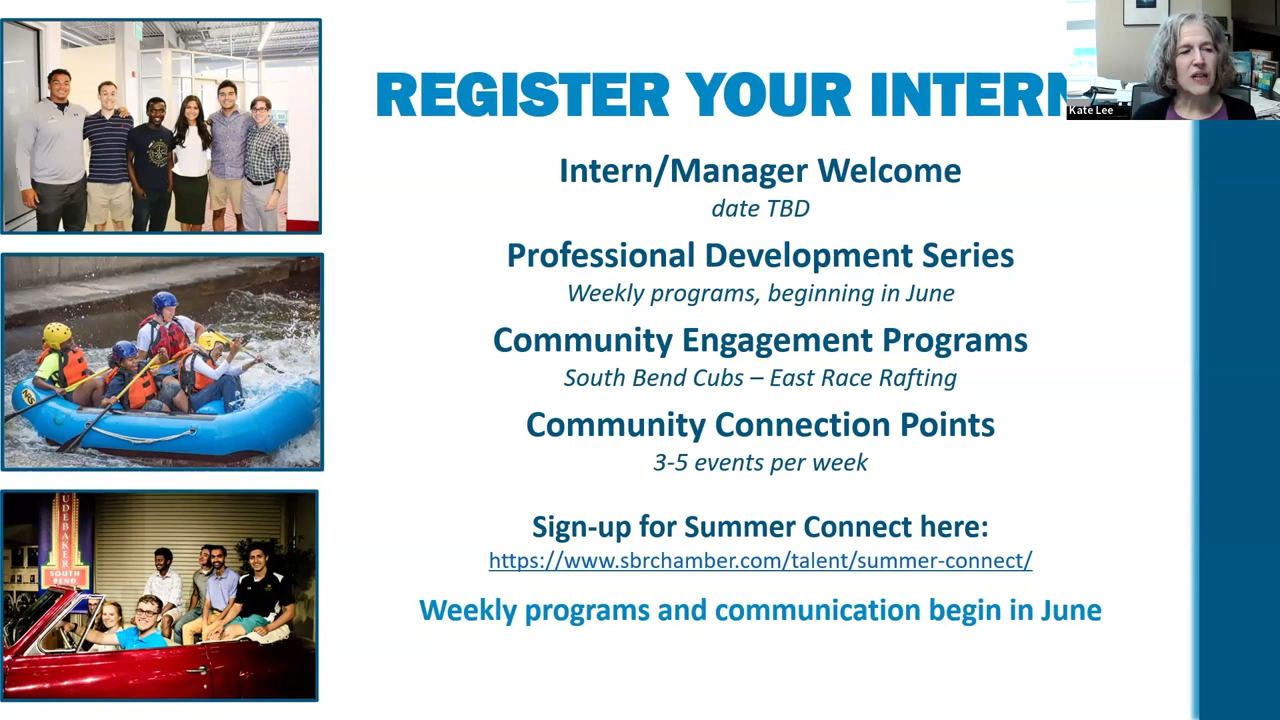 REGISTER YOUR INTERN
Kate Lee
Intern/Manager Welcome
date TBD
Professional Development Series
Weekly programs, beginning in June
Community Engagement Programs
South Bend Cubs – East Race Rafting
Community Connection Points
3-5 events per week
Sign-up for Summer Connect here:
https://www.sbrchamber.com/talent/summer-connect/
Weekly programs and communication begin in June
NRS
UDEBAKER
SOUTH
BEND